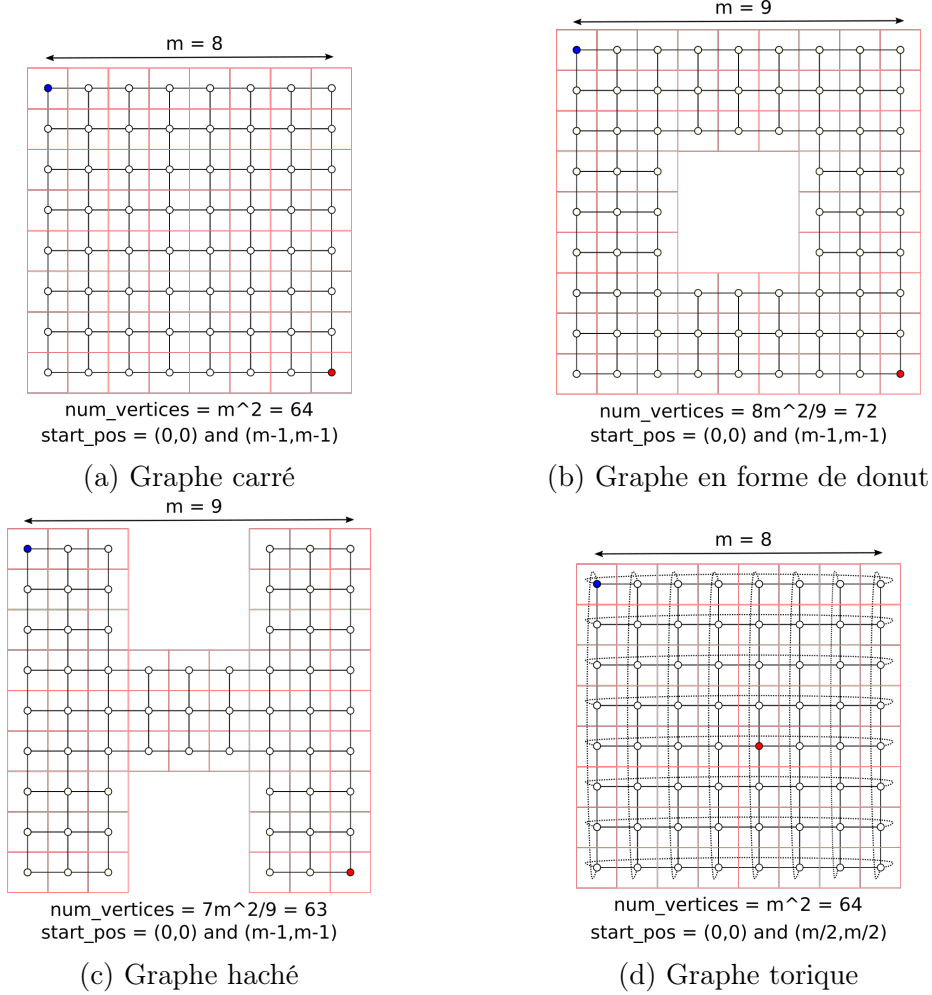 m = 8
num_vertices = m^2 = 64
start_pos = (0,0) and (m-1,m-1)
(a) Graphe carré
m = 9
num_vertices = 8m^2/9 = 72
start_pos = (0,0) and (m-1,m-1)
(b) Graphe en forme de donut
m = 9
num_vertices = 7m^2/9 = 63
start_pos = (0,0) and (m-1,m-1)
(c) Graphe haché
m = 8
num_vertices = m^2 = 64
start_pos = (0,0) and (m/2,m/2)
(d) Graphe torique